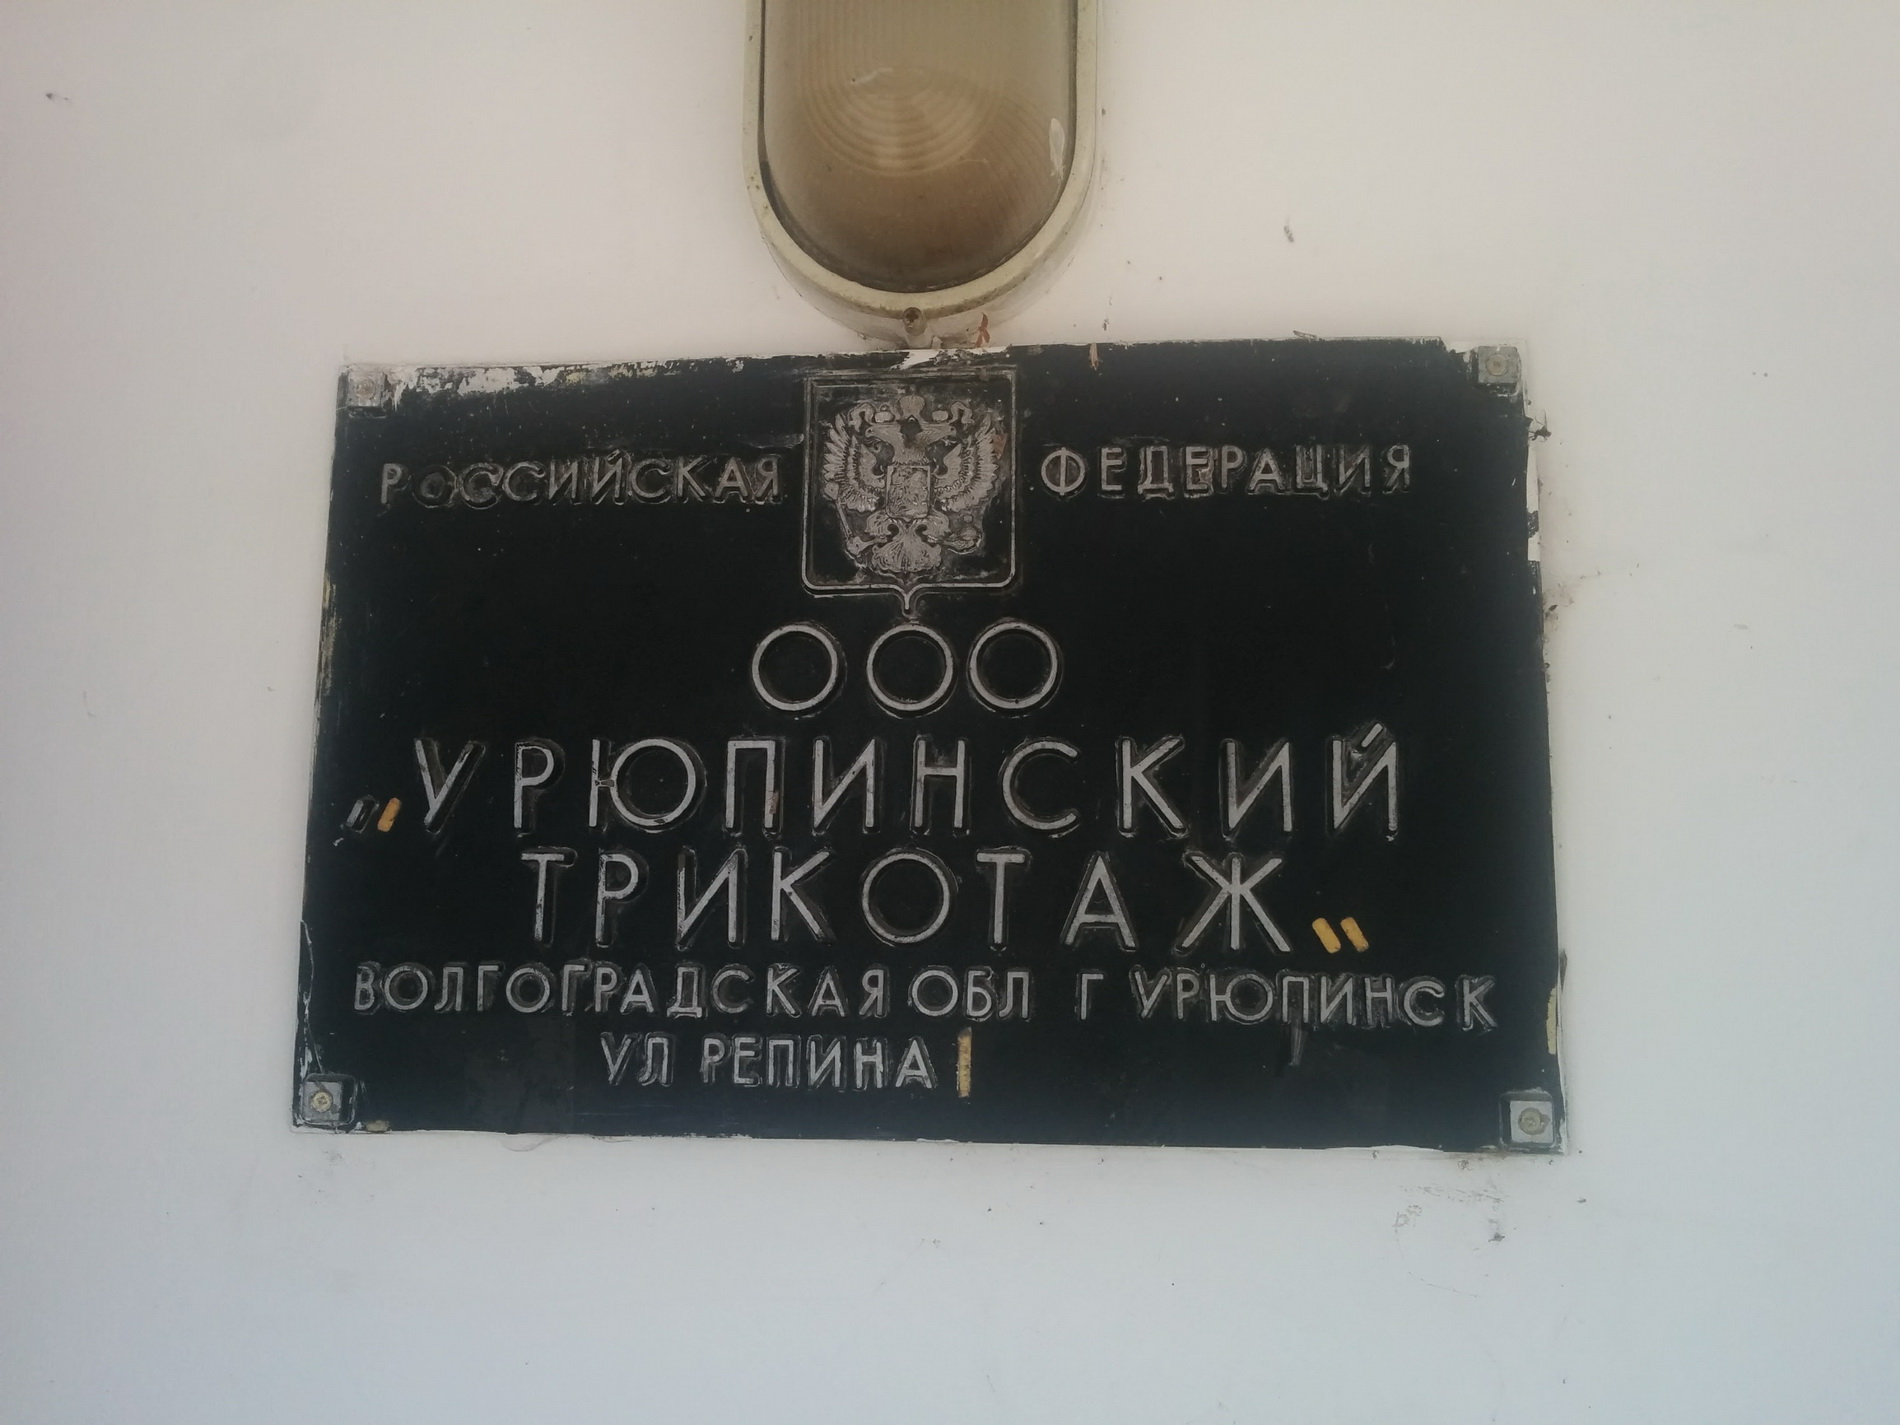 РОССИЙСКАЯ ФЕДЕРАЦИЯ
ООО
„УРЮПИНСКИЙ
ТРИКОТАЖ"
ВОЛГОГРАДСКАЯ ОБЛ Г УРЮПИНСК
УЛ РЕПИНА 1